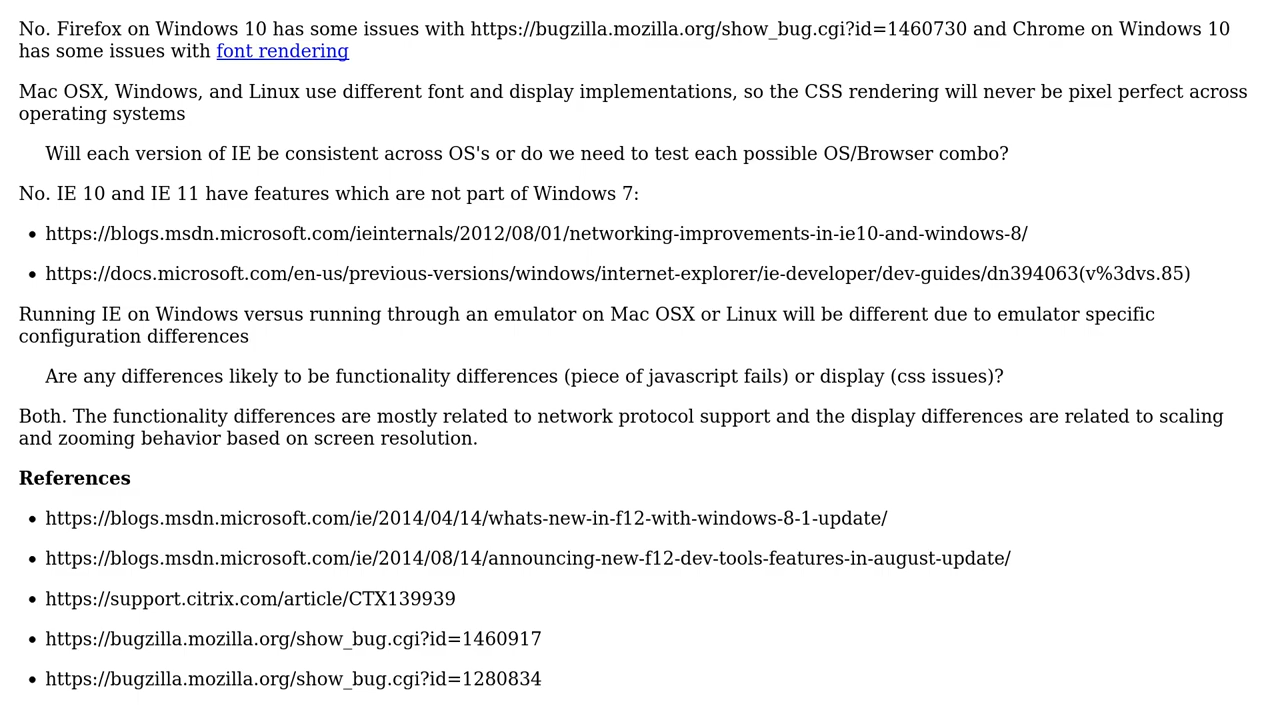 No. Firefox on Windows 10 has some issues with https://bugzilla.mozilla.org/show_bug.cgi?id=1460730 and Chrome on Windows 10
has some issues with font rendering
Mac OSX, Windows, and Linux use different font and display implementations, so the CSS rendering will never be pixel perfect across
operating systems
Will each version of IE be consistent across OS's or do we need to test each possible OS/Browser combo?
No. IE 10 and IE 11 have features which are not part of Windows 7:
• https://blogs.msdn.microsoft.com/ieinternals/2012/08/01/networking-improvements-in-ie10-and-windows-8/
• https://docs.microsoft.com/en-us/previous-versions/windows/internet-explorer/ie-developer/dev-guides/dn394063(v%3dvs.85)
Running IE on Windows versus running through an emulator on Mac OSX or Linux will be different due to emulator specific
configuration differences
Are any differences likely to be functionality differences (piece of javascript fails) or display (css issues)?
Both. The functionality differences are mostly related to network protocol support and the display differences are related to scaling
and zooming behavior based on screen resolution.
References
• https://blogs.msdn.microsoft.com/ie/2014/04/14/whats-new-in-f12-with-windows-8-1-update/
• https://blogs.msdn.microsoft.com/ie/2014/08/14/announcing-new-f12-dev-tools-features-in-august-update/
• https://support.citrix.com/article/CTX139939
• https://bugzilla.mozilla.org/show_bug.cgi?id=1460917
• https://bugzilla.mozilla.org/show_bug.cgi?id=1280834